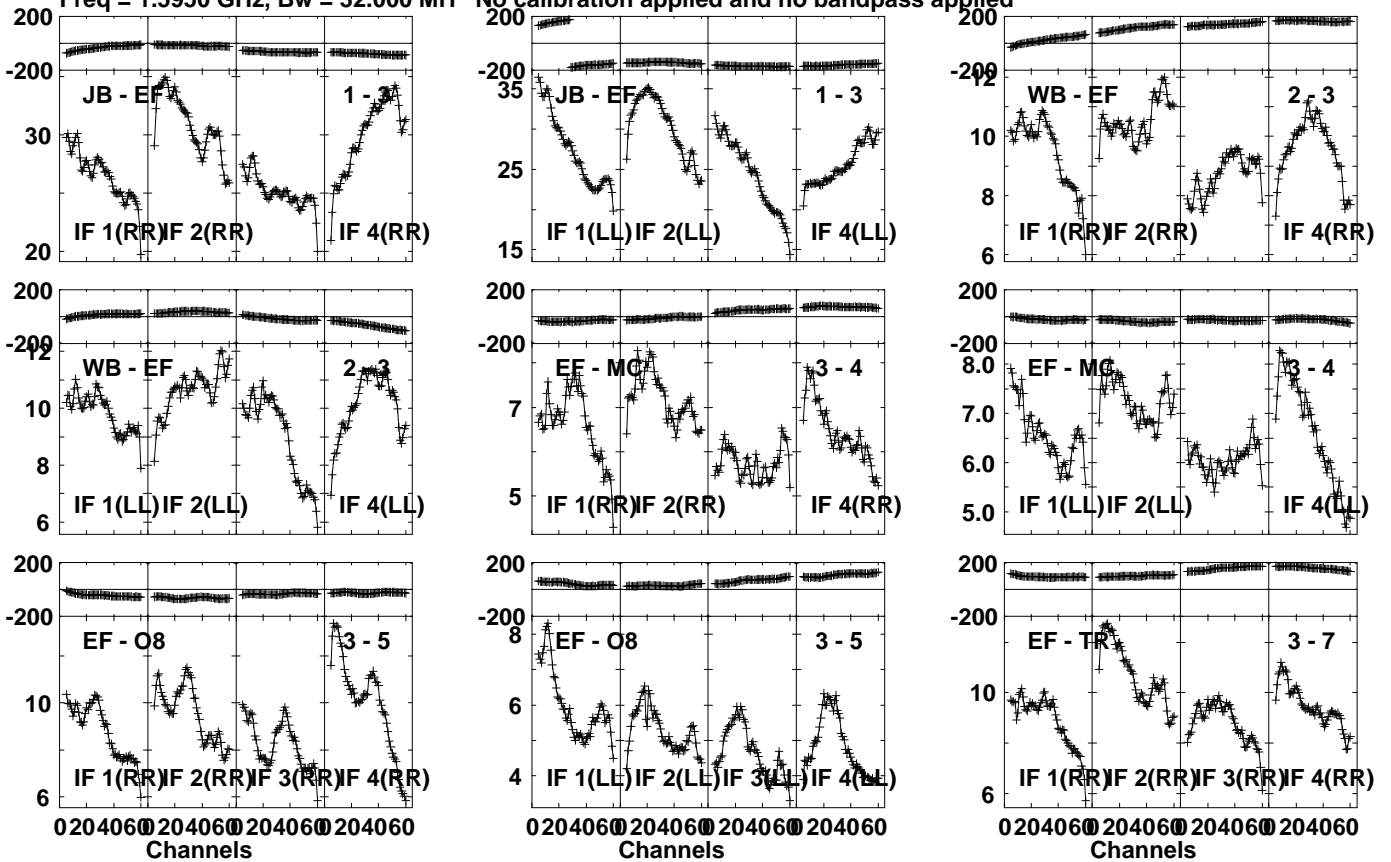 Freq = 1.5950 GHz, Bw = 32.000 MH No calibration applied and no bandpass applied
200
-200
JB - EF 1 - 3
30
20
IF 1(RR) IF 2(RR) IF 4(RR)
JB - EF 1 - 3
35
25
15
IF 1(LL) IF 2(LL) IF 4(LL)
200
-200
WB - EF 2 - 3
12
10
8
6
IF 1(RR) IF 2(RR) IF 4(RR)
200
-200
WB - EF 2 - 3
12
10
8
6
IF 1(LL) IF 2(LL) IF 4(LL)
200
-200
EF - MC 3 - 4
7
5
IF 1(RR) IF 2(RR) IF 4(RR)
200
-200
EF - MC 3 - 4
8.0
7.0
6.0
5.0
IF 1(LL) IF 2(LL) IF 4(LL)
200
-200
EF - O8 3 - 5
10
6
IF 1(RR) IF 2(RR) IF 3(RR) IF 4(RR)
0 20 40 60 0 20 40 60 0 20 40 60 0 20 40 60
Channels
200
-200
EF - O8 3 - 5
8
6
4
IF 1(LL) IF 2(LL) IF 3(LL) IF 4(LL)
0 20 40 60 0 20 40 60 0 20 40 60 0 20 40 60
Channels
200
-200
EF - TR 3 - 7
10
6
IF 1(RR) IF 2(RR) IF 3(RR) IF 4(RR)
0 20 40 60 0 20 40 60 0 20 40 60 0 20 40 60
Channels